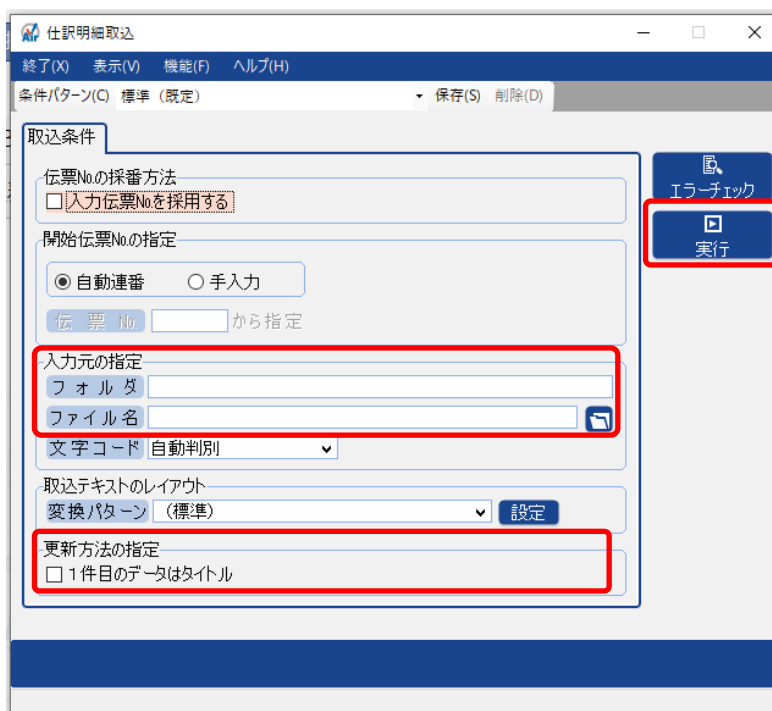 仕訳明細取込
終了(X) 表示(V) 機能(F) ヘルプ(H)
条件パターン(C) 標準（既定） 保存(S) 削除(D)
取込条件
伝票No.の採番方法
入力伝票No.を採用する
開始伝票No.の指定
自動連番 手入力
伝票No. から指定
入力元の指定
フォルダ
ファイル名
文字コード 自動判別
取込テキストのレイアウト
変換パターン （標準） 設定
更新方法の指定
１件目のデータはタイトル
エラーチェック
実行